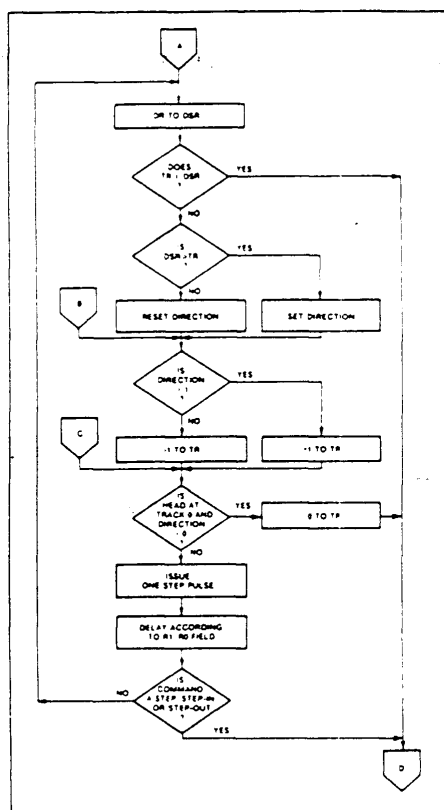 A
DR TO DSR
DOES
TR = DSR
?
YES
NO
IS
DSR>TR
?
YES
NO
B
RESET DIRECTION
SET DIRECTION
IS
DIRECTION
?
YES
NO
C
-1 TO TR
TO TR
IS
HEAD AT
TRACK 0 AND
DIRECTION
0
?
YES
0 TO TR
NO
ISSUE
ONE STEP PULSE
DELAY ACCORDING
TO R1 R0 FIELD
IS
COMMAND
A STEP STEP-IN
OR STEP-OUT
?
NO
YES
D